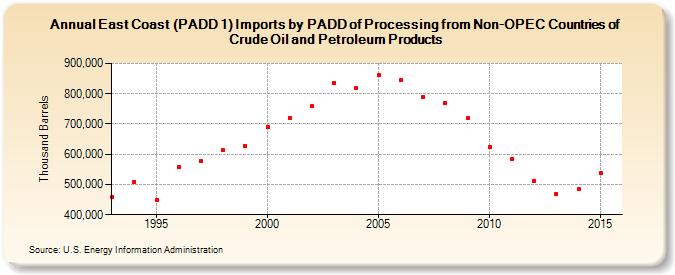 Annual East Coast (PADD 1) Imports by PADD of Processing from Non-OPEC Countries of
Crude Oil and Petroleum Products
Thousand Barrels
900,000
800,000
700,000
600,000
500,000
400,000
1995
2000
2005
2010
2015
Source: U.S. Energy Information Administration